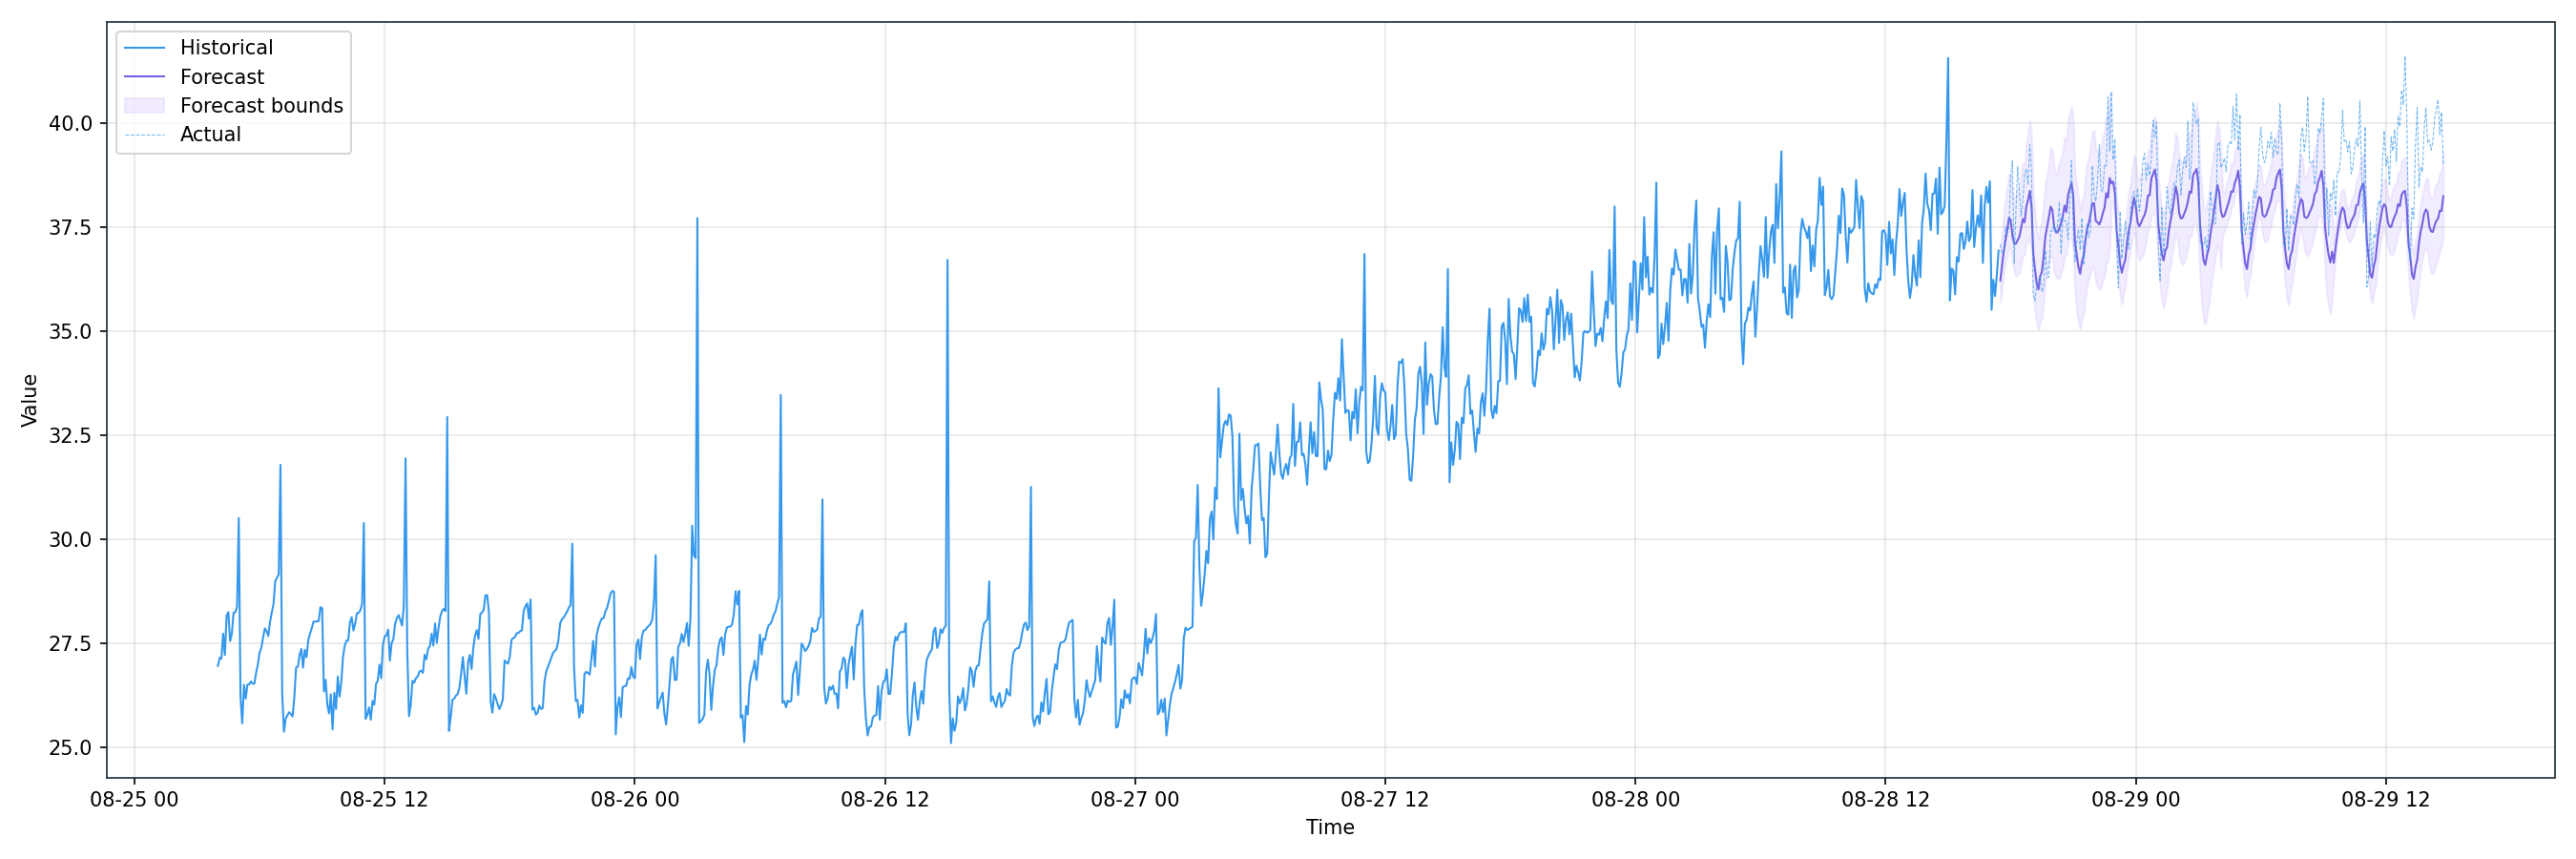 Historical
Forecast
Forecast bounds
Actual
40.0
37.5
35.0
32.5
30.0
27.5
25.0
Value
08-25 00
08-25 12
08-26 00
08-26 12
08-27 00
08-27 12
08-28 00
08-28 12
08-29 00
08-29 12
Time